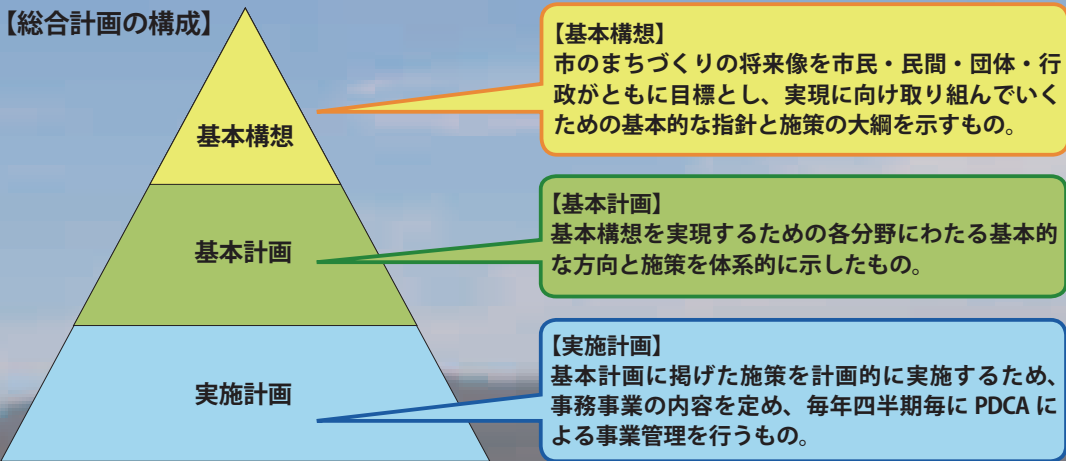 【総合計画の構成】
基本構想
【基本構想】
市のまちづくりの将来像を市民・民間・団体・行
政がともに目標とし、実現に向け取り組んでいく
ための基本的な指針と施策の大綱を示すもの。
基本計画
【基本計画】
基本構想を実現するための各分野にわたる基本的
な方向と施策を体系的に示したもの。
実施計画
【実施計画】
基本計画に掲げた施策を計画的に実施するため、
事務事業の内容を定め、毎年四半期毎に PDCA に
よる事業管理を行うもの。